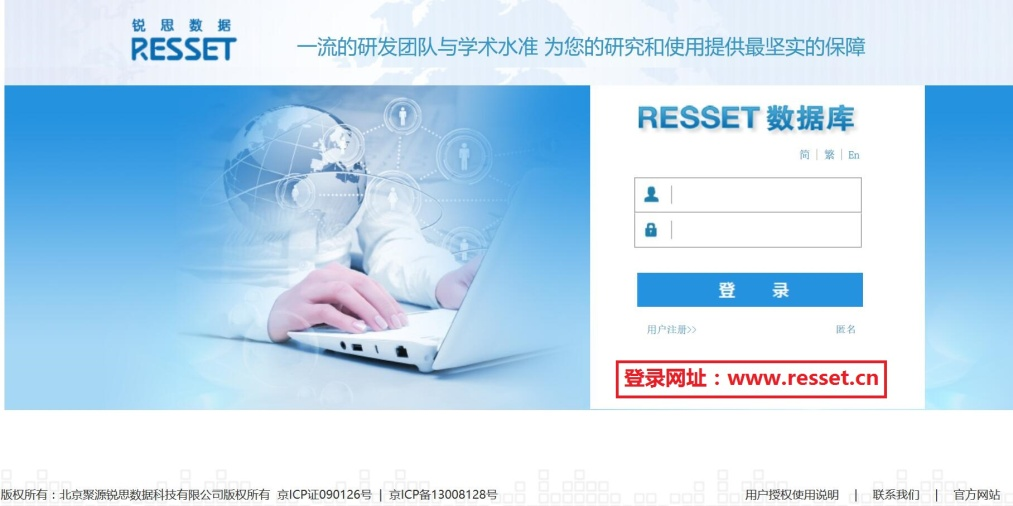 锐思数据
RESSET
一流的研发团队与学术水准 为您的研究和使用提供最坚实的保障
RESSET 数据库
简 | 繁 | En
登 录
用户注册>> 匿名
登录网址：www.resset.cn
版权所有：北京聚源锐思数据科技有限公司版权所有 京ICP证090126号 | 京ICP备13008128号 用户授权使用说明 | 联系我们 | 官方网站